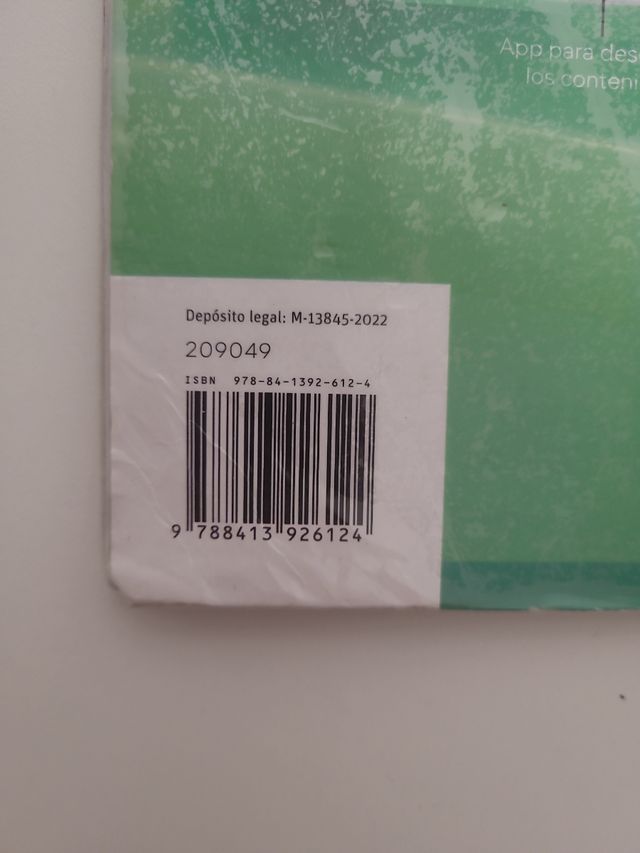 App para des
los conteni
Depósito legal: M-13845-2022
209049
ISBN 978-84-1392-612-4
9 788413 926124